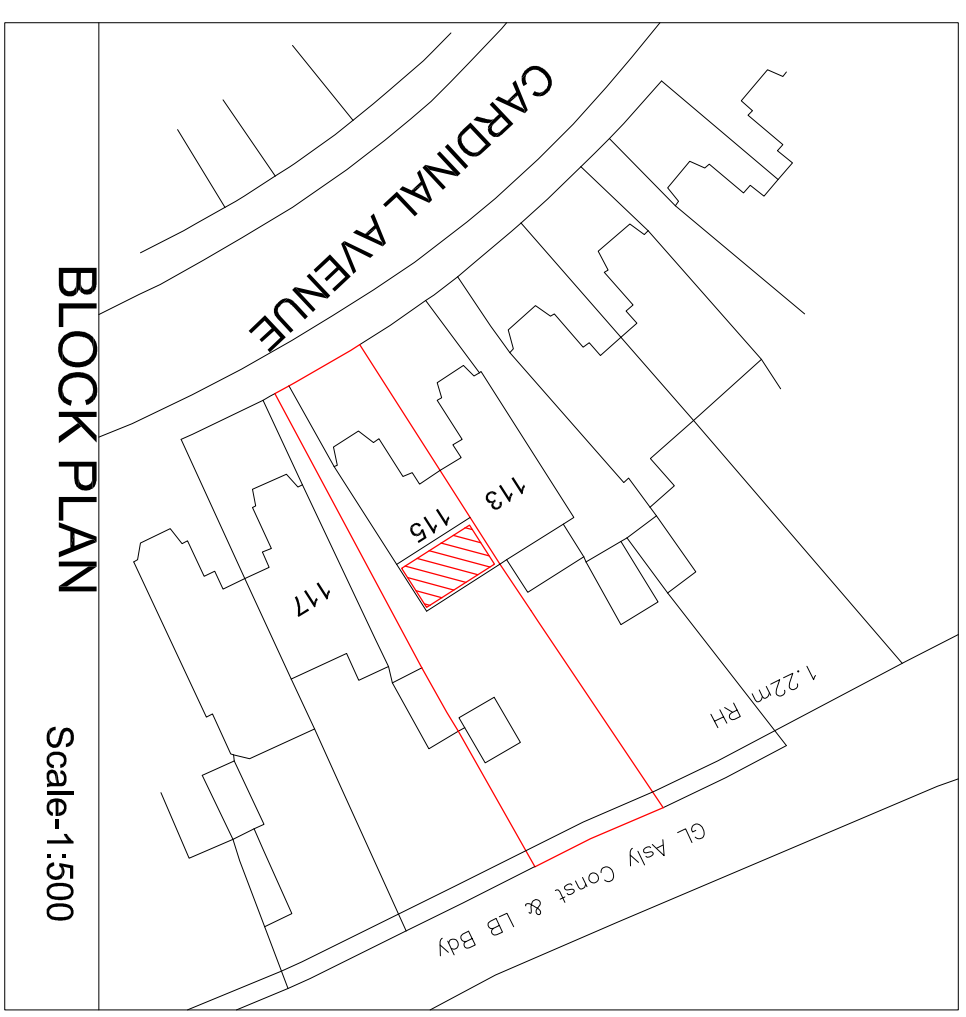 CARDINAL AVENUE
113
115
117
1.22m RH
GL Asly Const & LB Bdy
BLOCK PLAN
Scale-1:500